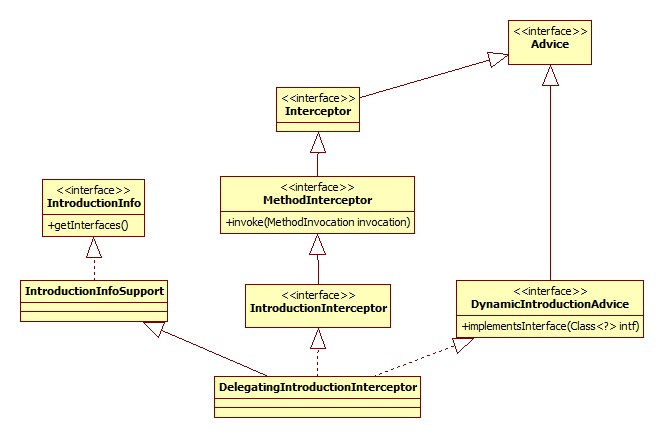 <<interface>>
Advice
<<interface>>
Interceptor
<<interface>>
MethodInterceptor
+invoke(MethodInvocation invocation)
<<interface>>
IntroductionInfo
+getInterfaces()
IntroductionInfoSupport
<<interface>>
IntroductionInterceptor
<<interface>>
DynamicIntroductionAdvice
+implementsInterface(Class<?> intf)
DelegatingIntroductionInterceptor